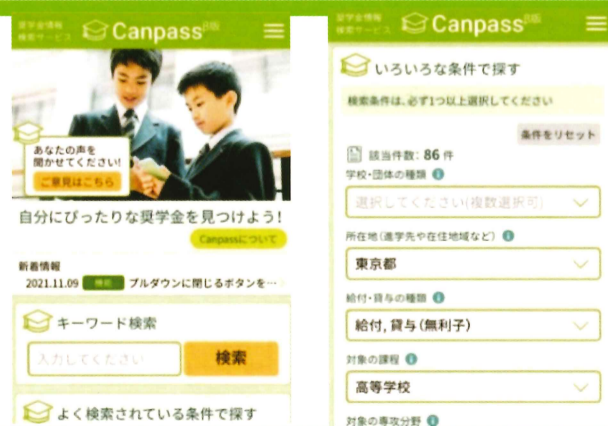 奨学金情報
検索サービス
Canpass β版
あなたの声を
聞かせてください!
ご意見はこちら
自分にぴったりな奨学金を見つけよう!
Canpassについて
新着情報
2021.11.09 プルダウンに閉じるボタンを…
キーワード検索
入力してください 検索
よく検索されている条件で探す
奨学金情報
検索サービス
Canpass β版
いろいろな条件で探す
検索条件は、必ず1つ以上選択してください
条件をリセット
該当件数: 86 件
学校・団体の種類
選択してください(複数選択可)
所在地(進学先や在住地域など)
東京都
給付・貸与の種類
給付, 貸与(無利子)
対象の課程
高等学校
対象の専攻分野